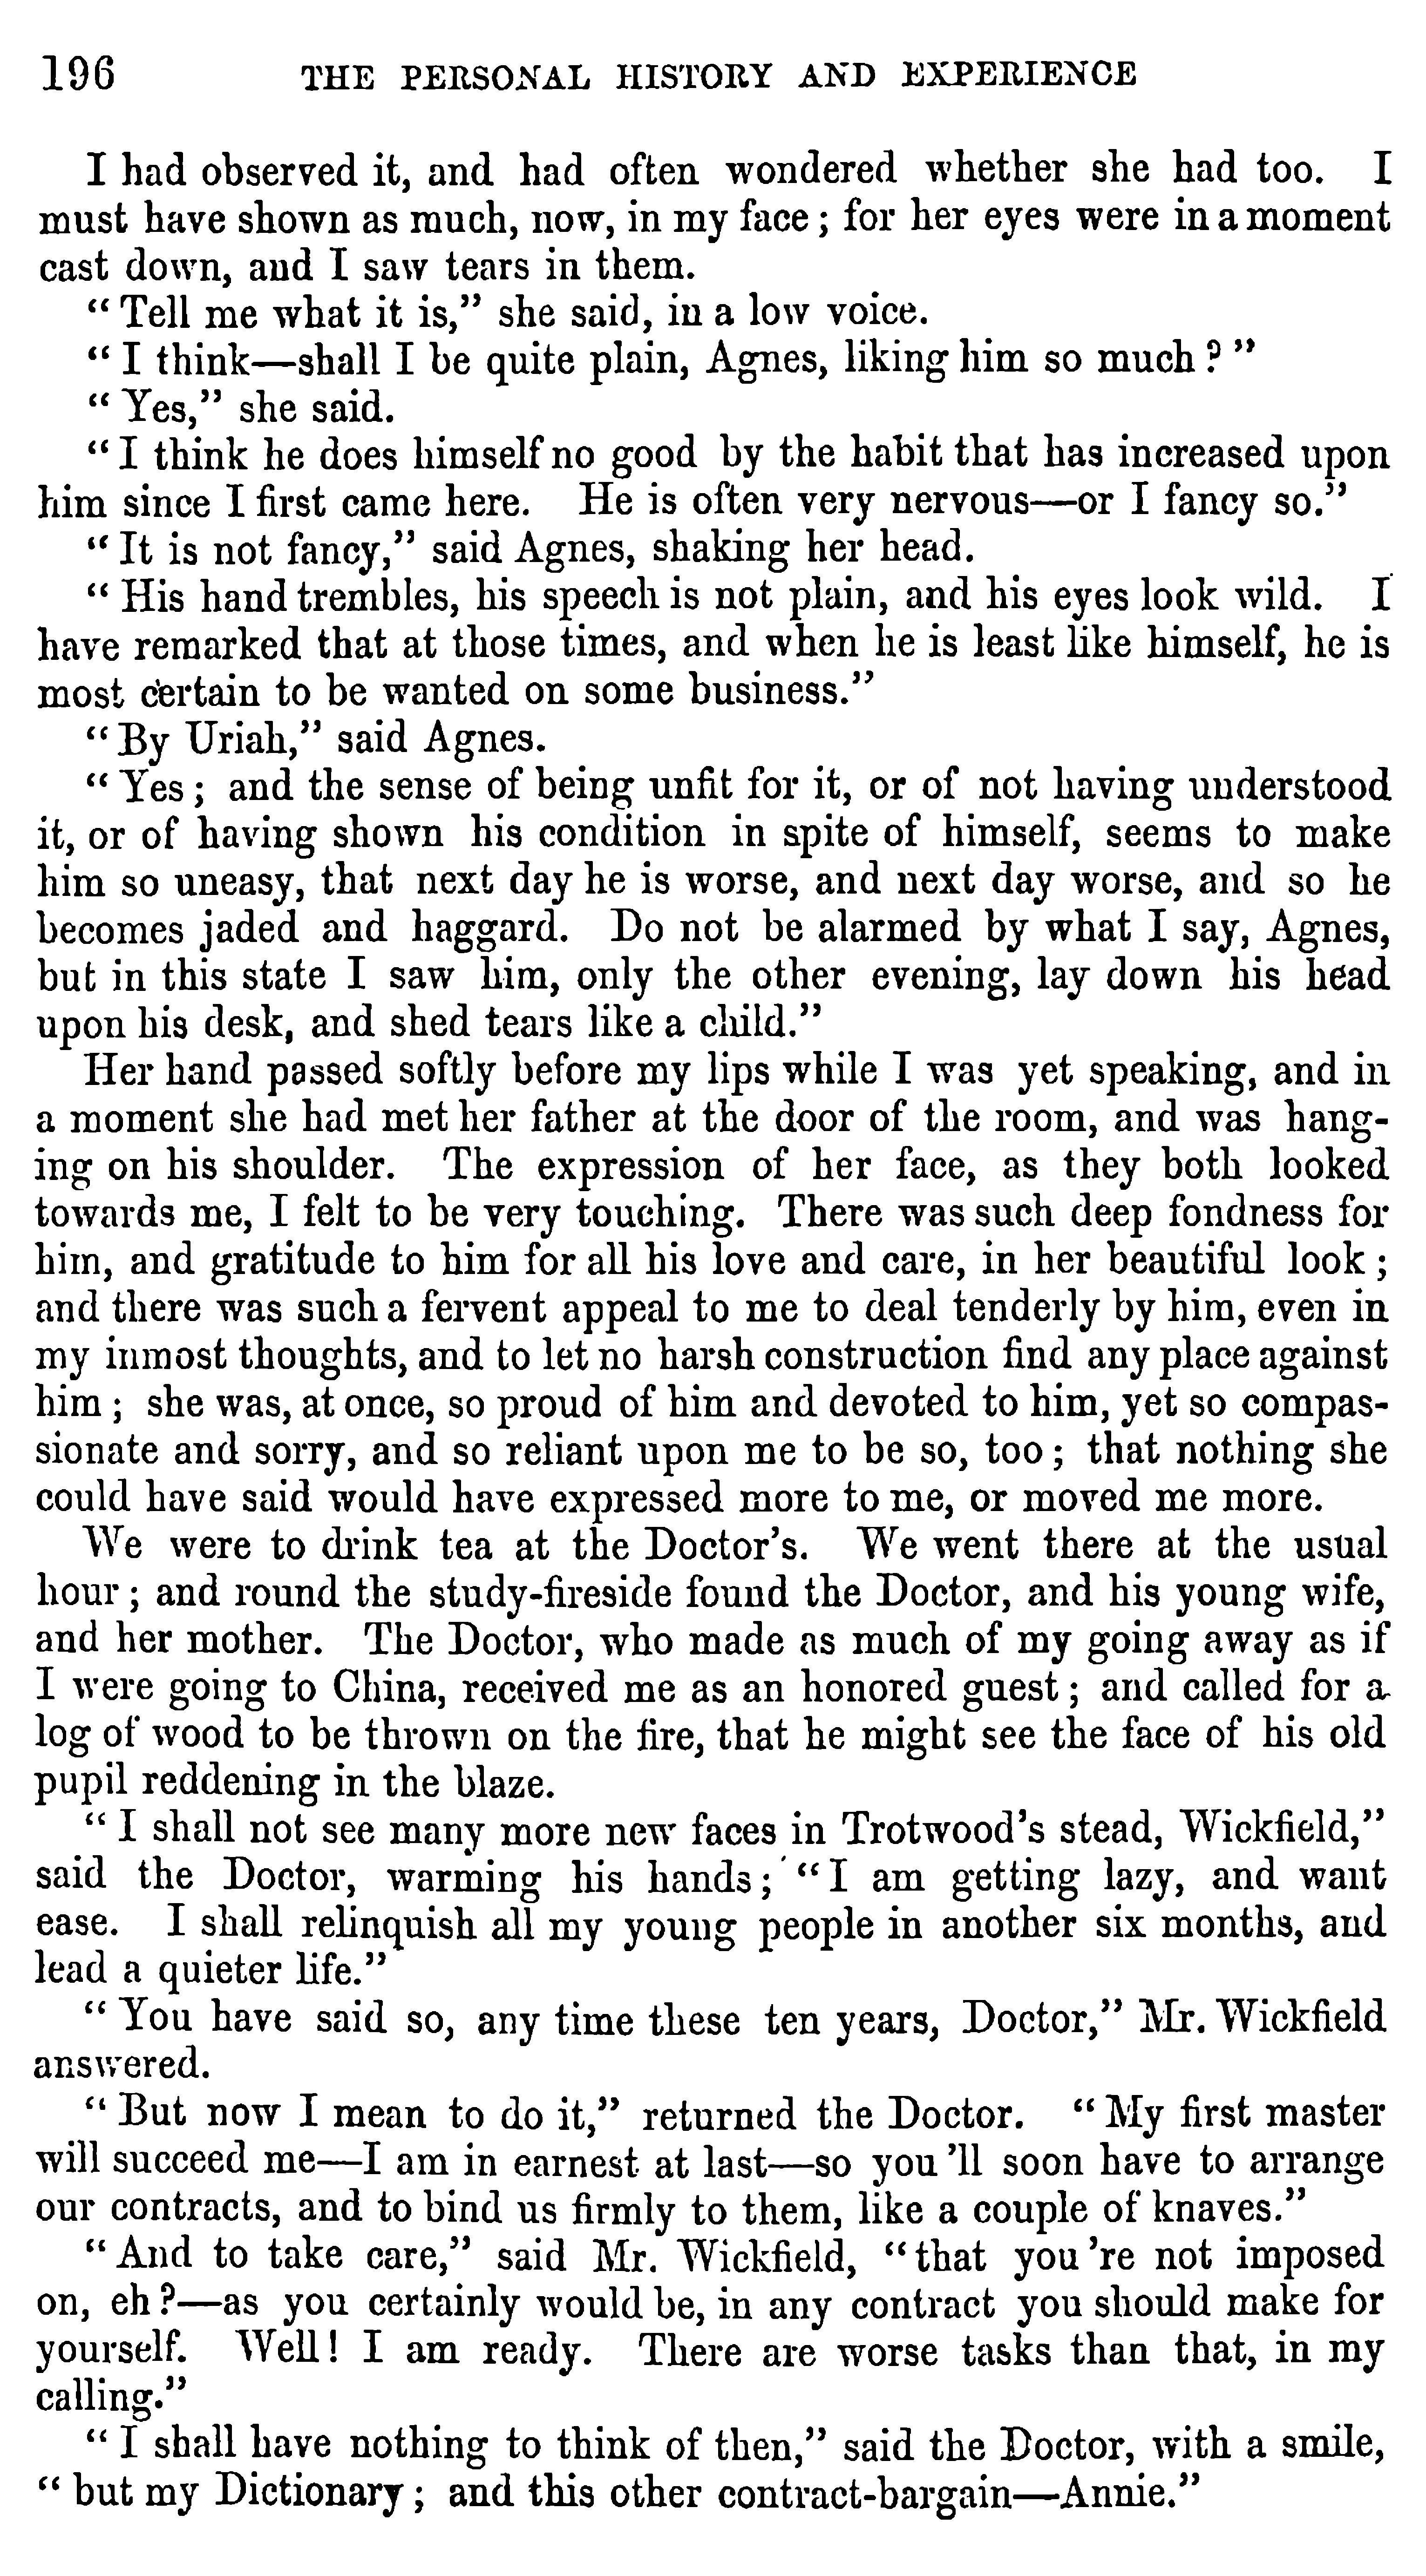 196 THE PERSONAL HISTORY AND EXPERIENCE
I had observed it, and had often wondered whether she had too. I
must have shown as much, now, in my face; for her eyes were in a moment
cast down, and I saw tears in them.
“Tell me what it is,” she said, in a low voice.
“I think—shall I be quite plain, Agnes, liking him so much?”
“Yes,” she said.
“I think he does himself no good by the habit that has increased upon
him since I first came here. He is often very nervous—or I fancy so.”
“It is not fancy,” said Agnes, shaking her head.
“His hand trembles, his speech is not plain, and his eyes look wild. I
have remarked that at those times, and when he is least like himself, he is
most certain to be wanted on some business.”
“By Uriah,” said Agnes.
“Yes; and the sense of being unfit for it, or of not having understood
it, or of having shown his condition in spite of himself, seems to make
him so uneasy, that next day he is worse, and next day worse, and so he
becomes jaded and haggard. Do not be alarmed by what I say, Agnes,
but in this state I saw him, only the other evening, lay down his head
upon his desk, and shed tears like a child.”
Her hand passed softly before my lips while I was yet speaking, and in
a moment she had met her father at the door of the room, and was hang-
ing on his shoulder. The expression of her face, as they both looked
towards me, I felt to be very touching. There was such deep fondness for
him, and gratitude to him for all his love and care, in her beautiful look;
and there was such a fervent appeal to me to deal tenderly by him, even in
my inmost thoughts, and to let no harsh construction find any place against
him; she was, at once, so proud of him and devoted to him, yet so compas-
sionate and sorry, and so reliant upon me to be so, too; that nothing she
could have said would have expressed more to me, or moved me more.
We were to drink tea at the Doctor's. We went there at the usual
hour; and round the study-fireside found the Doctor, and his young wife,
and her mother. The Doctor, who made as much of my going away as if
I were going to China, received me as an honored guest; and called for a
log of wood to be thrown on the fire, that he might see the face of his old
pupil reddening in the blaze.
“I shall not see many more new faces in Trotwood's stead, Wickfield,”
said the Doctor, warming his hands; “I am getting lazy, and want
ease. I shall relinquish all my young people in another six months, and
lead a quieter life.”
“You have said so, any time these ten years, Doctor,” Mr. Wickfield
answered.
“But now I mean to do it,” returned the Doctor. “My first master
will succeed me—I am in earnest at last—so you 'll soon have to arrange
our contracts, and to bind us firmly to them, like a couple of knaves.”
“And to take care,” said Mr. Wickfield, “that you 're not imposed
on, eh?—as you certainly would be, in any contract you should make for
yourself. Well! I am ready. There are worse tasks than that, in my
calling.”
“I shall have nothing to think of then,” said the Doctor, with a smile,
“but my Dictionary; and this other contract-bargain—Annie.”